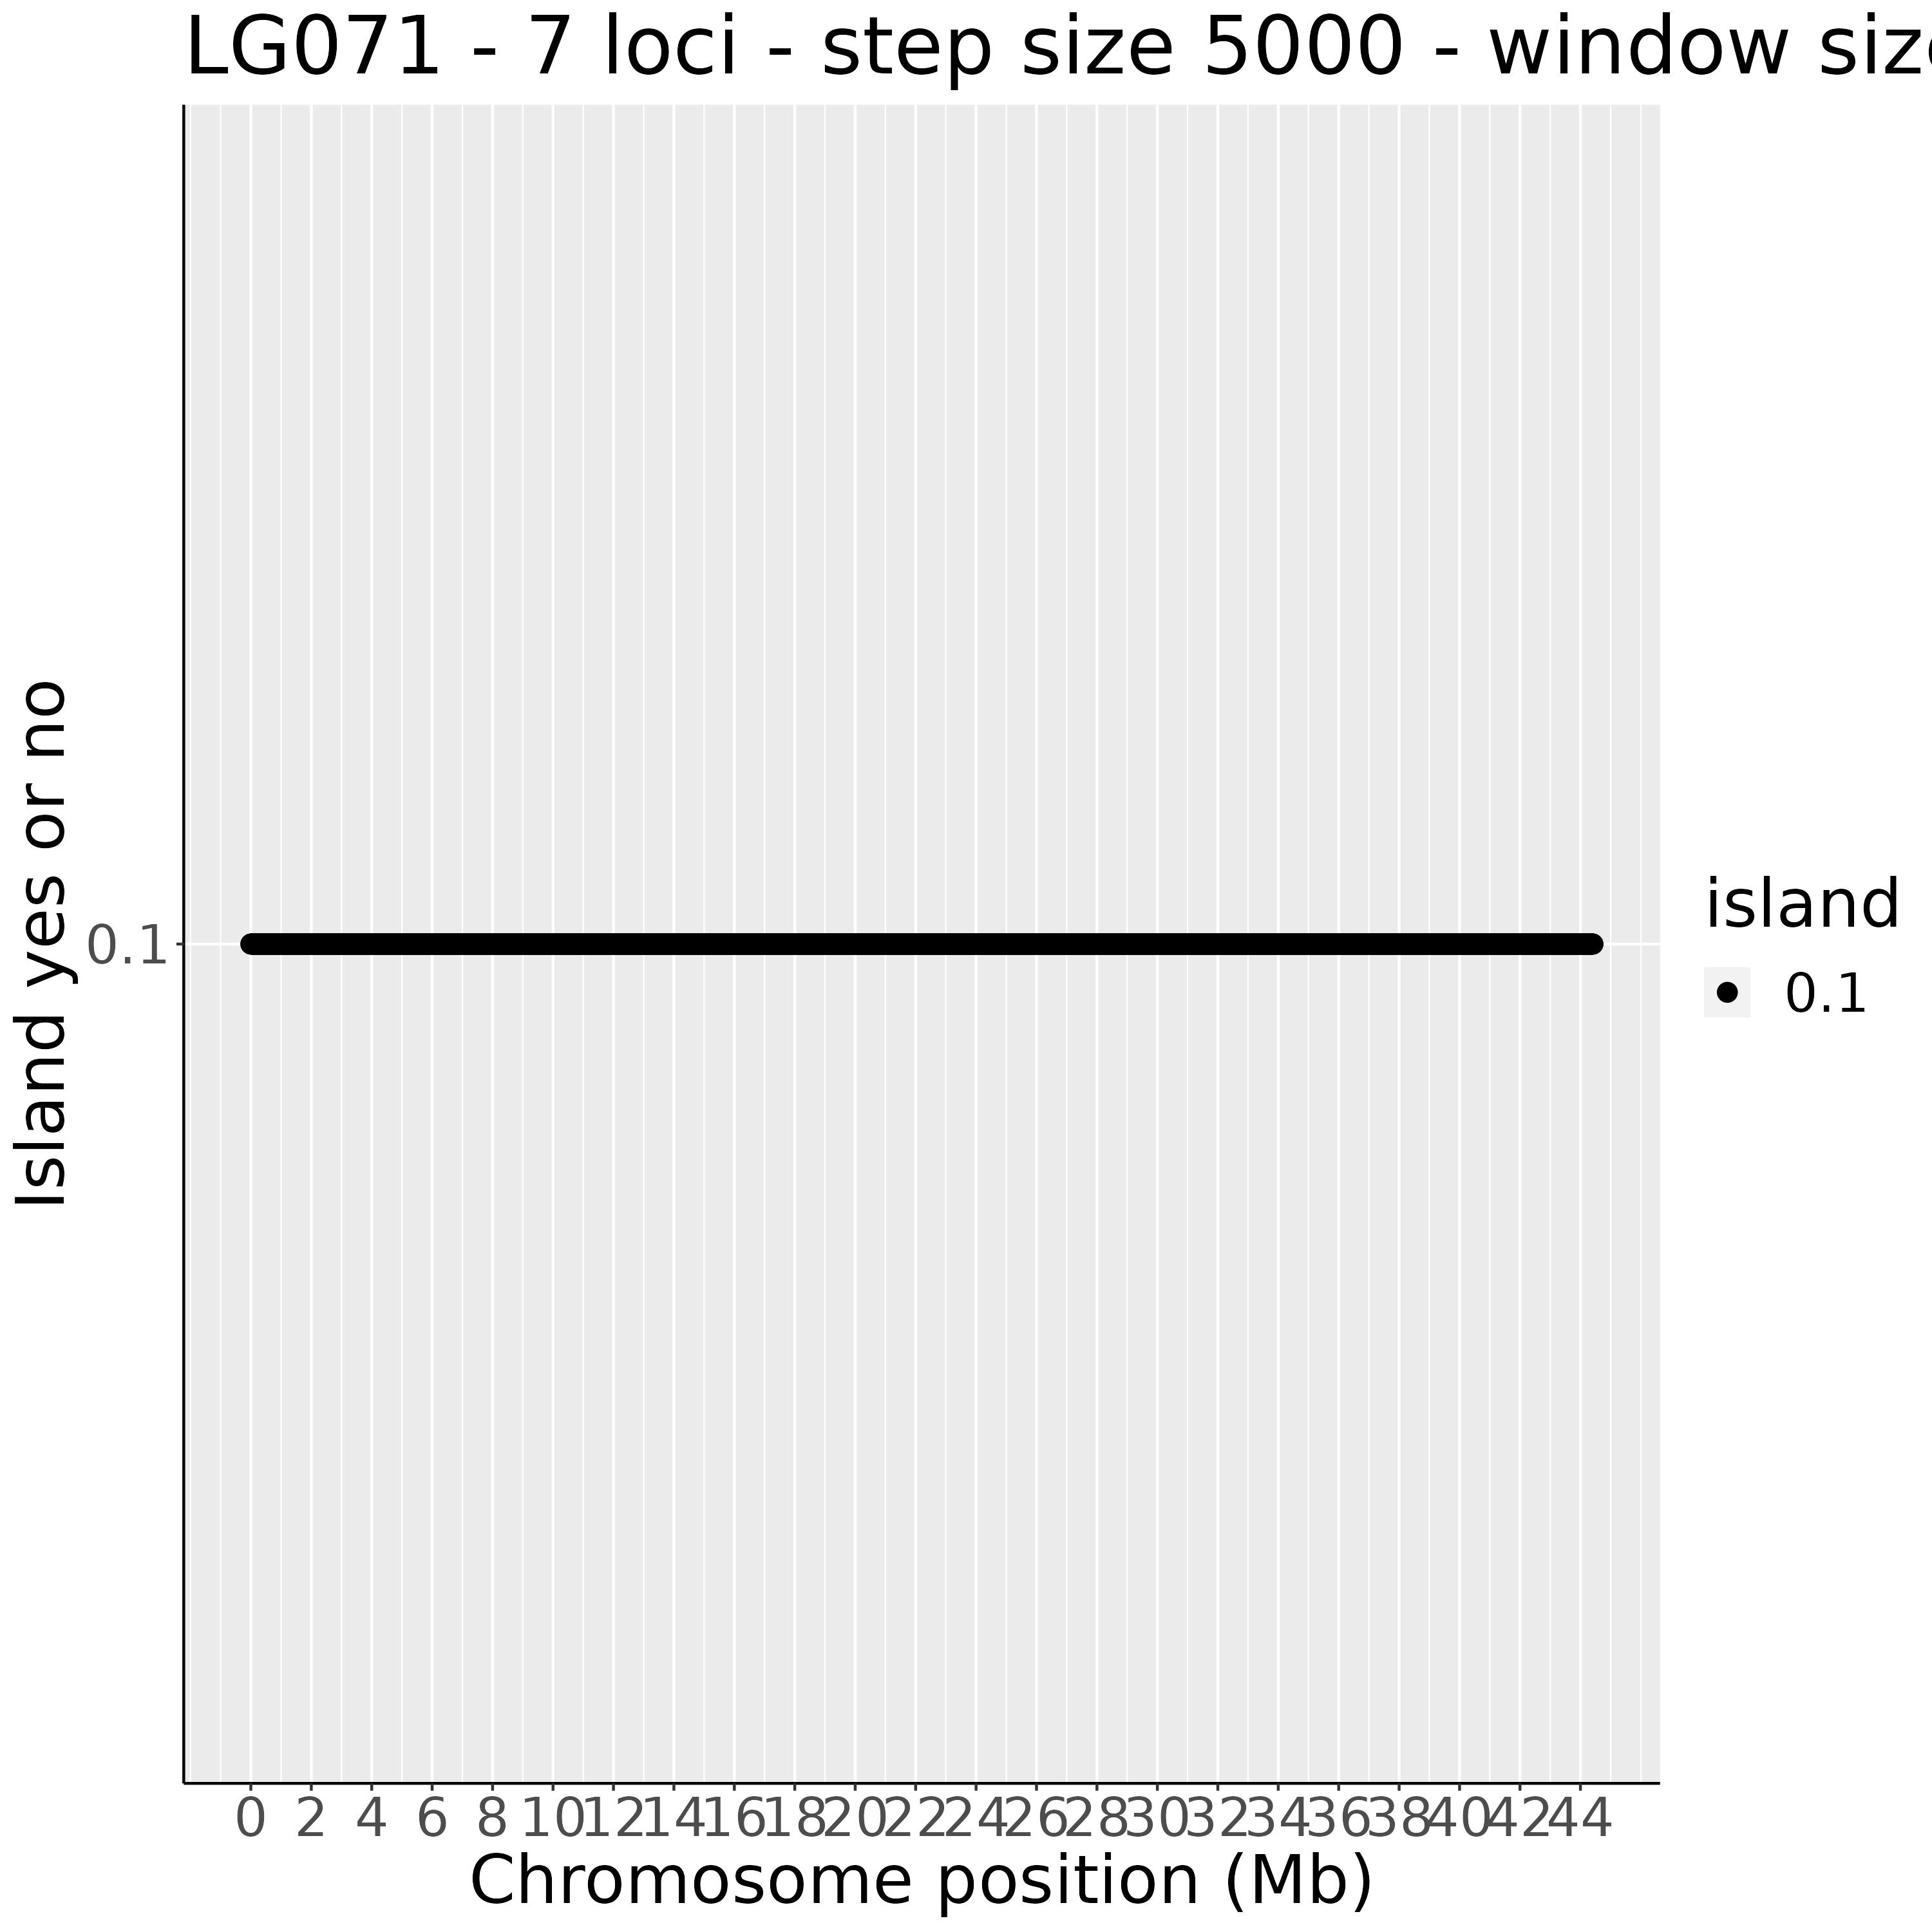 LG071 - 7 loci - step size 5000 - window size
Island yes or no
0.1
island
0.1
0 2 4 6 8 10 12 14 16 18 20 22 24 26 28 30 32 34 36 38 40 42 44
Chromosome position (Mb)